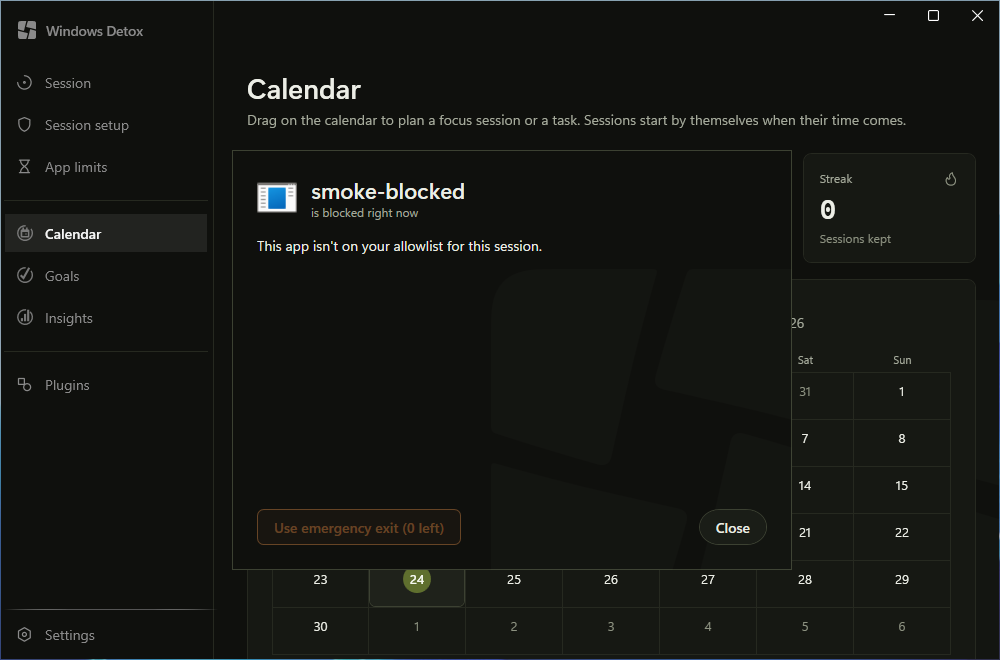 Windows Detox
Session
Session setup
App limits
Calendar
Goals
Insights
Plugins
Settings
Calendar
Drag on the calendar to plan a focus session or a task. Sessions start by themselves when their time comes.
smoke-blocked
is blocked right now
This app isn't on your allowlist for this session.
Use emergency exit (0 left)
Close
Streak
0
Sessions kept
26
Sat Sun
31 1
7 8
14 15
21 22
23 24 25 26 27 28 29
30 1 2 3 4 5 6